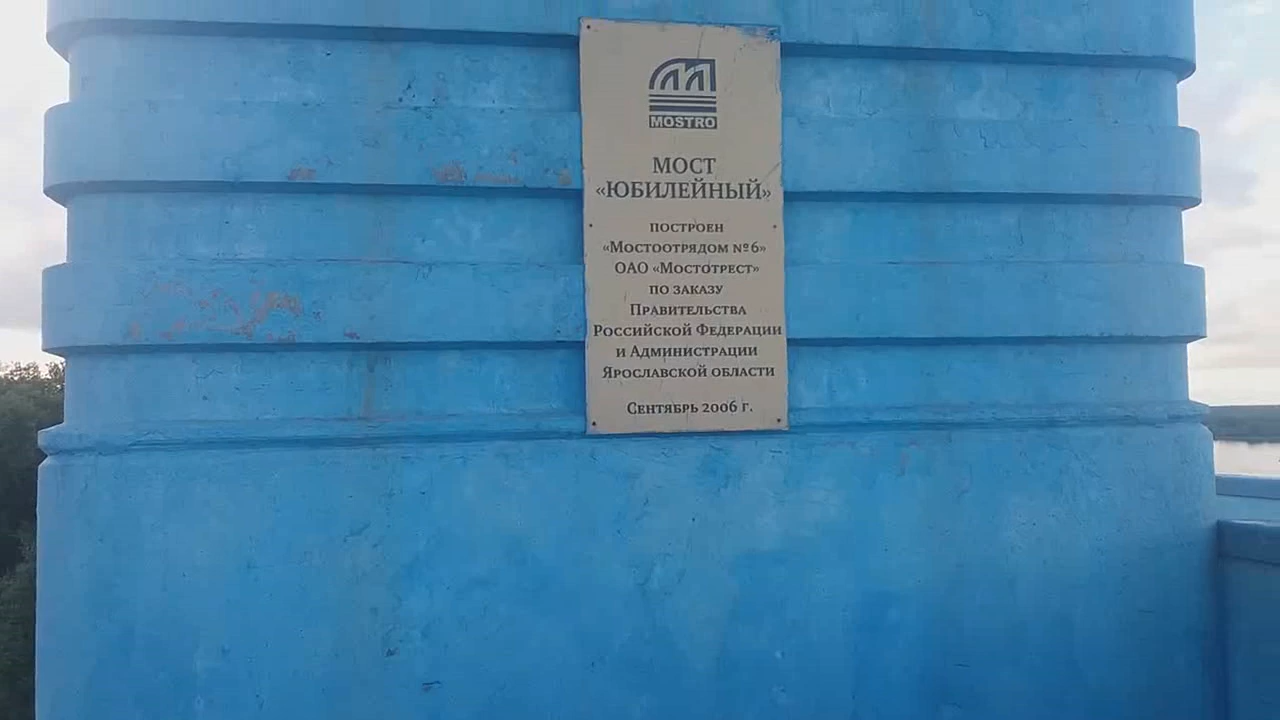 MOSTRO
МОСТ
«ЮБИЛЕЙНЫЙ»
ПОСТРОЕН
«МОСТООТРЯДОМ №6»
ОАО «МОСТОТРЕСТ»
ПО ЗАКАЗУ
ПРАВИТЕЛЬСТВА
РОССИЙСКОЙ ФЕДЕРАЦИИ
И АДМИНИСТРАЦИИ
ЯРОСЛАВСКОЙ ОБЛАСТИ
СЕНТЯБРЬ 2006 Г.